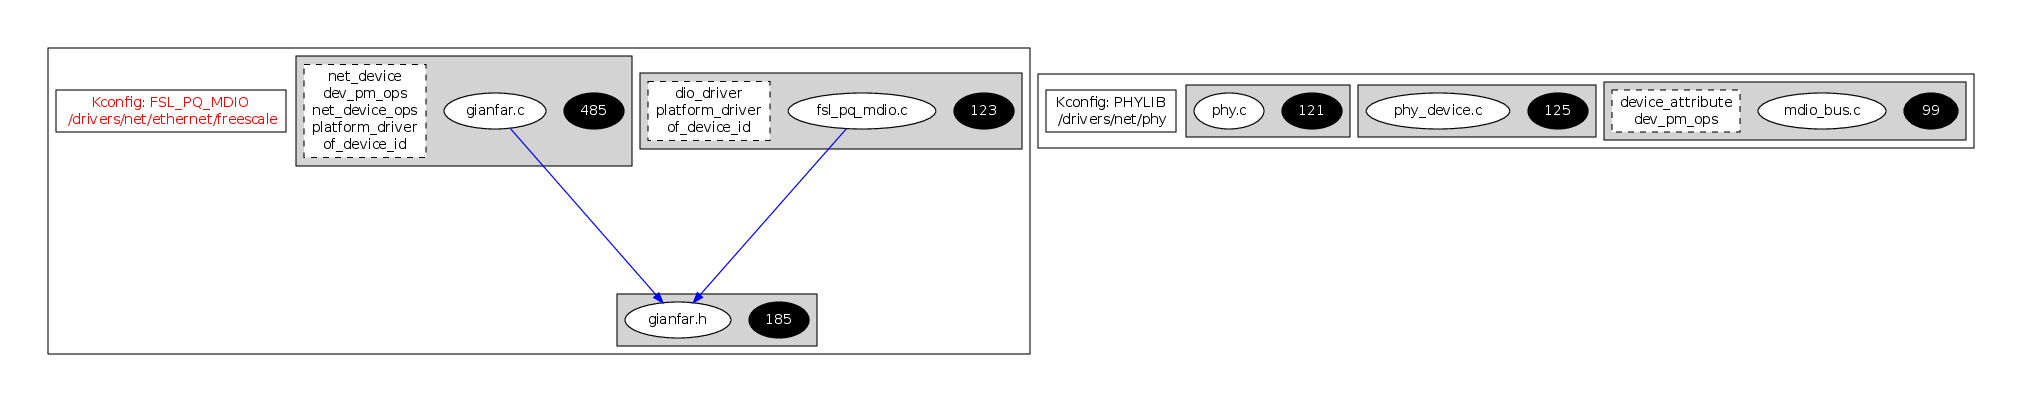 Kconfig: FSL_PQ_MDIO
/drivers/net/ethernet/freescale
net_device
dev_pm_ops
net_device_ops
platform_driver
of_device_id
gianfar.c
485
dio_driver
platform_driver
of_device_id
fsl_pq_mdio.c
123
gianfar.h
185
Kconfig: PHYLIB
/drivers/net/phy
phy.c
121
phy_device.c
125
device_attribute
dev_pm_ops
mdio_bus.c
99